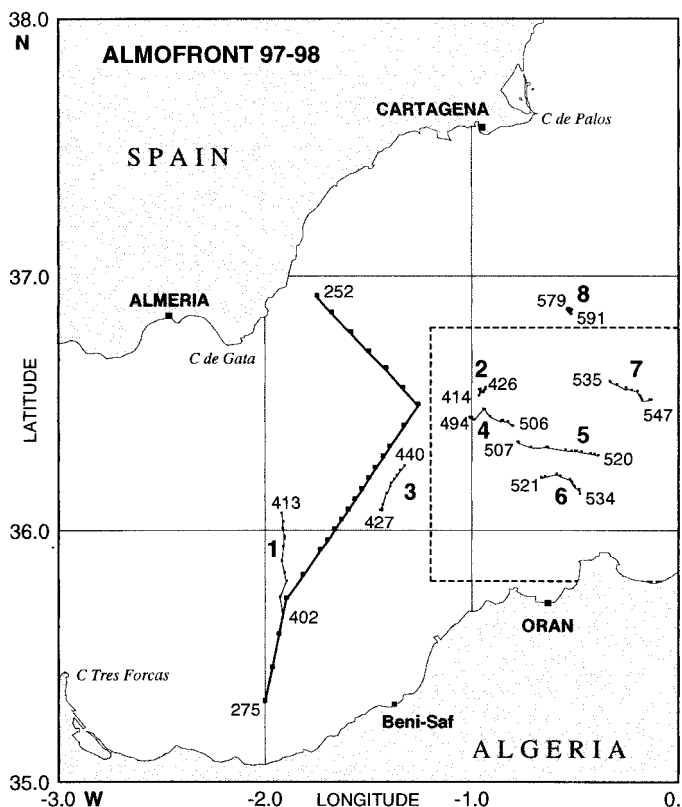 38.0
N
ALMOFRONT 97-98
CARTAGENA
C de Palos
SPAIN
37.0
252
ALMERIA
579 8
591
C de Gata
2
535 7
414 426
547
494 4 506
507 5
520
440
521 6 534
3
427
413
1
36.0
402
ORAN
C Tres Forcas
275
Beni-Saf
ALGERIA
35.0
-3.0 W -2.0 LONGITUDE -1.0 0.
LATITUDE